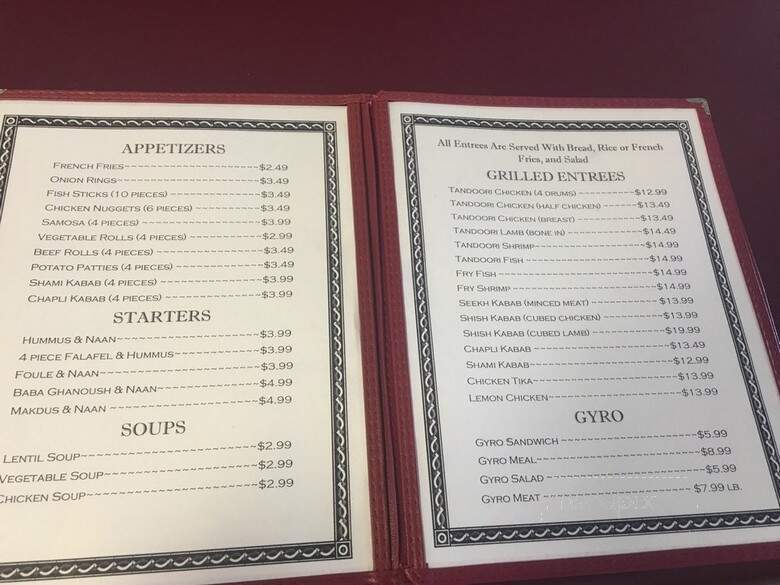 APPETIZERS
FRENCH FRIES $2.49
ONION RINGS $3.49
FISH STICKS (10 PIECES) $3.49
CHICKEN NUGGETS (6 PIECES) $3.49
SAMOSA (4 PIECES) $3.99
VEGETABLE ROLLS (4 PIECES) $2.99
BEEF ROLLS (4 PIECES) $3.49
POTATO PATTIES (4 PIECES) $3.49
SHAMI KABAB (4 PIECES) $3.99
CHAPLI KABAB (4 PIECES) $3.99
STARTERS
HUMMUS & NAAN $3.99
4 PIECE FALAFEL & HUMMUS $3.99
FOULE & NAAN $3.99
BABA GHANOUSH & NAAN $4.99
MAKDUS & NAAN $4.99
SOUPS
LENTIL SOUP $2.99
VEGETABLE SOUP $2.99
CHICKEN SOUP $2.99
All Entrees Are Served With Bread, Rice or French
Fries, and Salad
GRILLED ENTREES
TANDOORI CHICKEN (4 DRUMS) $12.99
TANDOORI CHICKEN (HALF CHICKEN) $13.49
TANDOORI CHICKEN (BREAST) $13.49
TANDOORI LAMB (BONE IN) $14.49
TANDOORI SHRIMP $14.99
TANDOORI FISH $14.99
FRY FISH $14.99
FRY SHRIMP $14.99
SEEKH KABAB (MINCED MEAT) $13.99
SHISH KABAB (CUBED CHICKEN) $13.99
SHISH KABAB (CUBED LAMB) $19.99
CHAPLI KABAB $13.49
SHAMI KABAB $12.99
CHICKEN TIKA $13.99
LEMON CHICKEN $13.99
GYRO
GYRO SANDWICH $5.99
GYRO MEAL $8.99
GYRO SALAD $5.99
GYRO MEAT $7.99 LB.